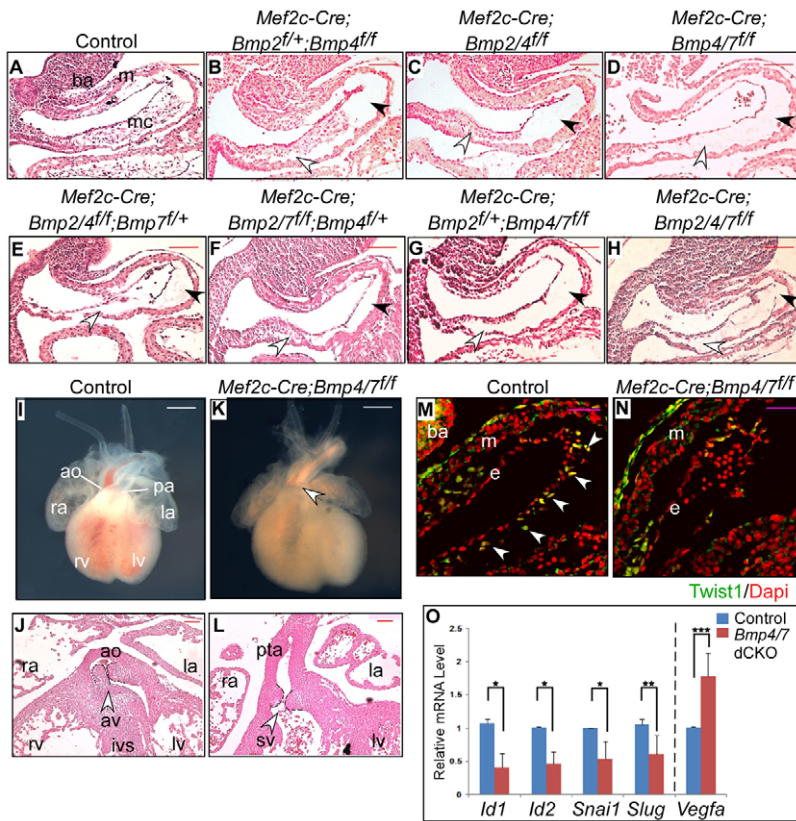 Control
Mef2c-Cre;
Bmp2f/+;Bmp4f/f
Mef2c-Cre;
Bmp2/4f/f
Mef2c-Cre;
Bmp4/7f/f
A
ba
m
mc
B
C
D
Mef2c-Cre;
Bmp2/4f/f;Bmp7f/+
Mef2c-Cre;
Bmp2/7f/f;Bmp4f/+
Mef2c-Cre;
Bmp2f/+;Bmp4/7f/f
Mef2c-Cre;
Bmp2/4/7f/f
E
F
G
H
Control
Mef2c-Cre;Bmp4/7f/f
Control
Mef2c-Cre;Bmp4/7f/f
I
ao
pa
ra
la
rv
lv
K
M
ba
m
e
N
m
e
Twist1/Dapi
J
ao
ra
la
av
rv
ivs
lv
L
pta
ra
la
sv
lv
O
Control
Bmp4/7
dCKO
Relative mRNA Level
2.5
2
1.5
1
0.5
0
*
*
*
**
***
Id1
Id2
Snai1
Slug
Vegfa